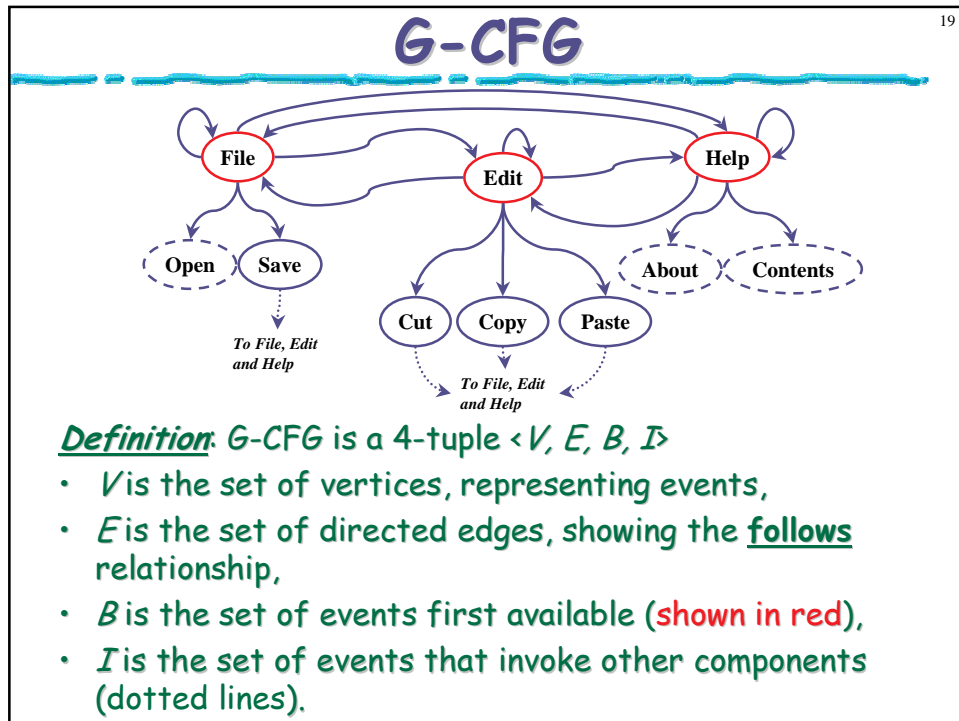 19
G-CFG
File
Edit
Help
Open
Save
About
Contents
Cut
Copy
Paste
To File, Edit
and Help
To File, Edit
and Help
Definition: G-CFG is a 4-tuple <V, E, B, I>
• V is the set of vertices, representing events,
• E is the set of directed edges, showing the follows
relationship,
• B is the set of events first available (shown in red),
• I is the set of events that invoke other components
(dotted lines).